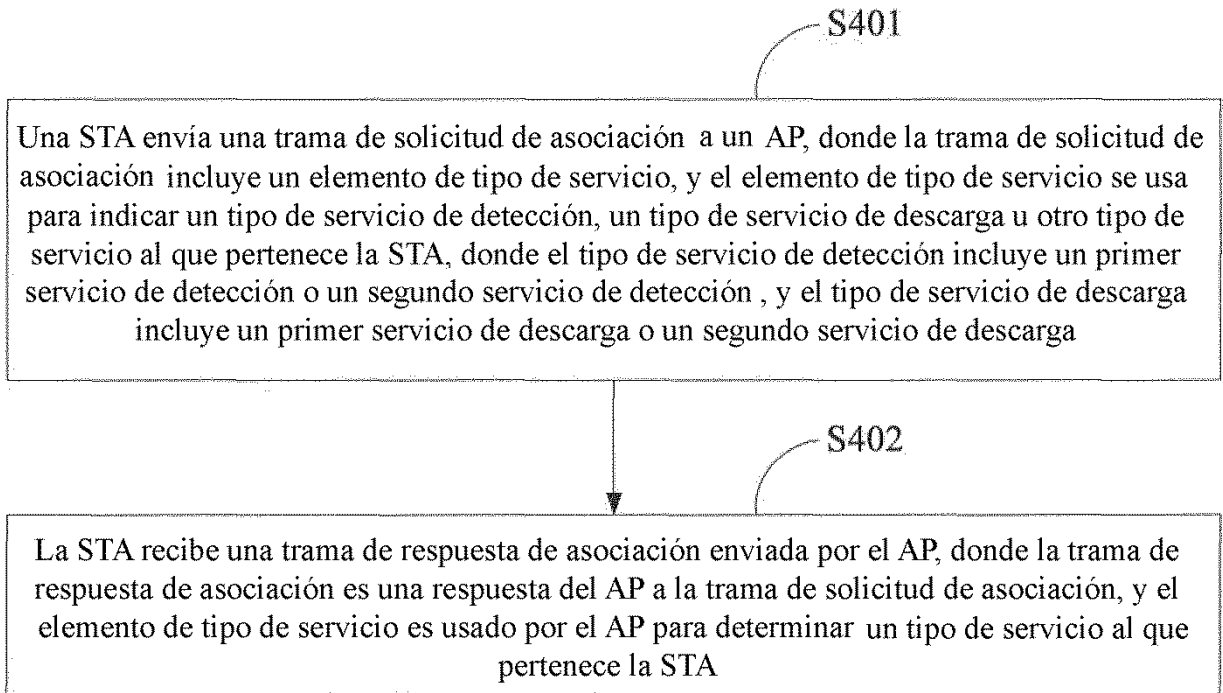 S401
Una STA envía una trama de solicitud de asociación a un AP, donde la trama de solicitud de
asociación incluye un elemento de tipo de servicio, y el elemento de tipo de servicio se usa
para indicar un tipo de servicio de detección, un tipo de servicio de descarga u otro tipo de
servicio al que pertenece la STA, donde el tipo de servicio de detección incluye un primer
servicio de detección o un segundo servicio de detección , y el tipo de servicio de descarga
incluye un primer servicio de descarga o un segundo servicio de descarga
S402
La STA recibe una trama de respuesta de asociación enviada por el AP, donde la trama de
respuesta de asociación es una respuesta del AP a la trama de solicitud de asociación, y el
elemento de tipo de servicio es usado por el AP para determinar un tipo de servicio al que
pertenece la STA